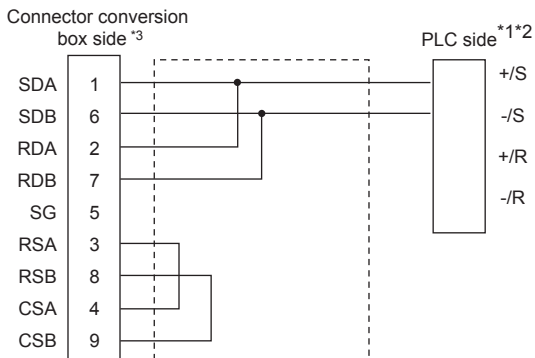 Connector conversion
box side *3
PLC side*1*2
SDA 1
SDB 6
RDA 2
RDB 7
SG 5
RSA 3
RSB 8
CSA 4
CSB 9
+/S
-/S
+/R
-/R